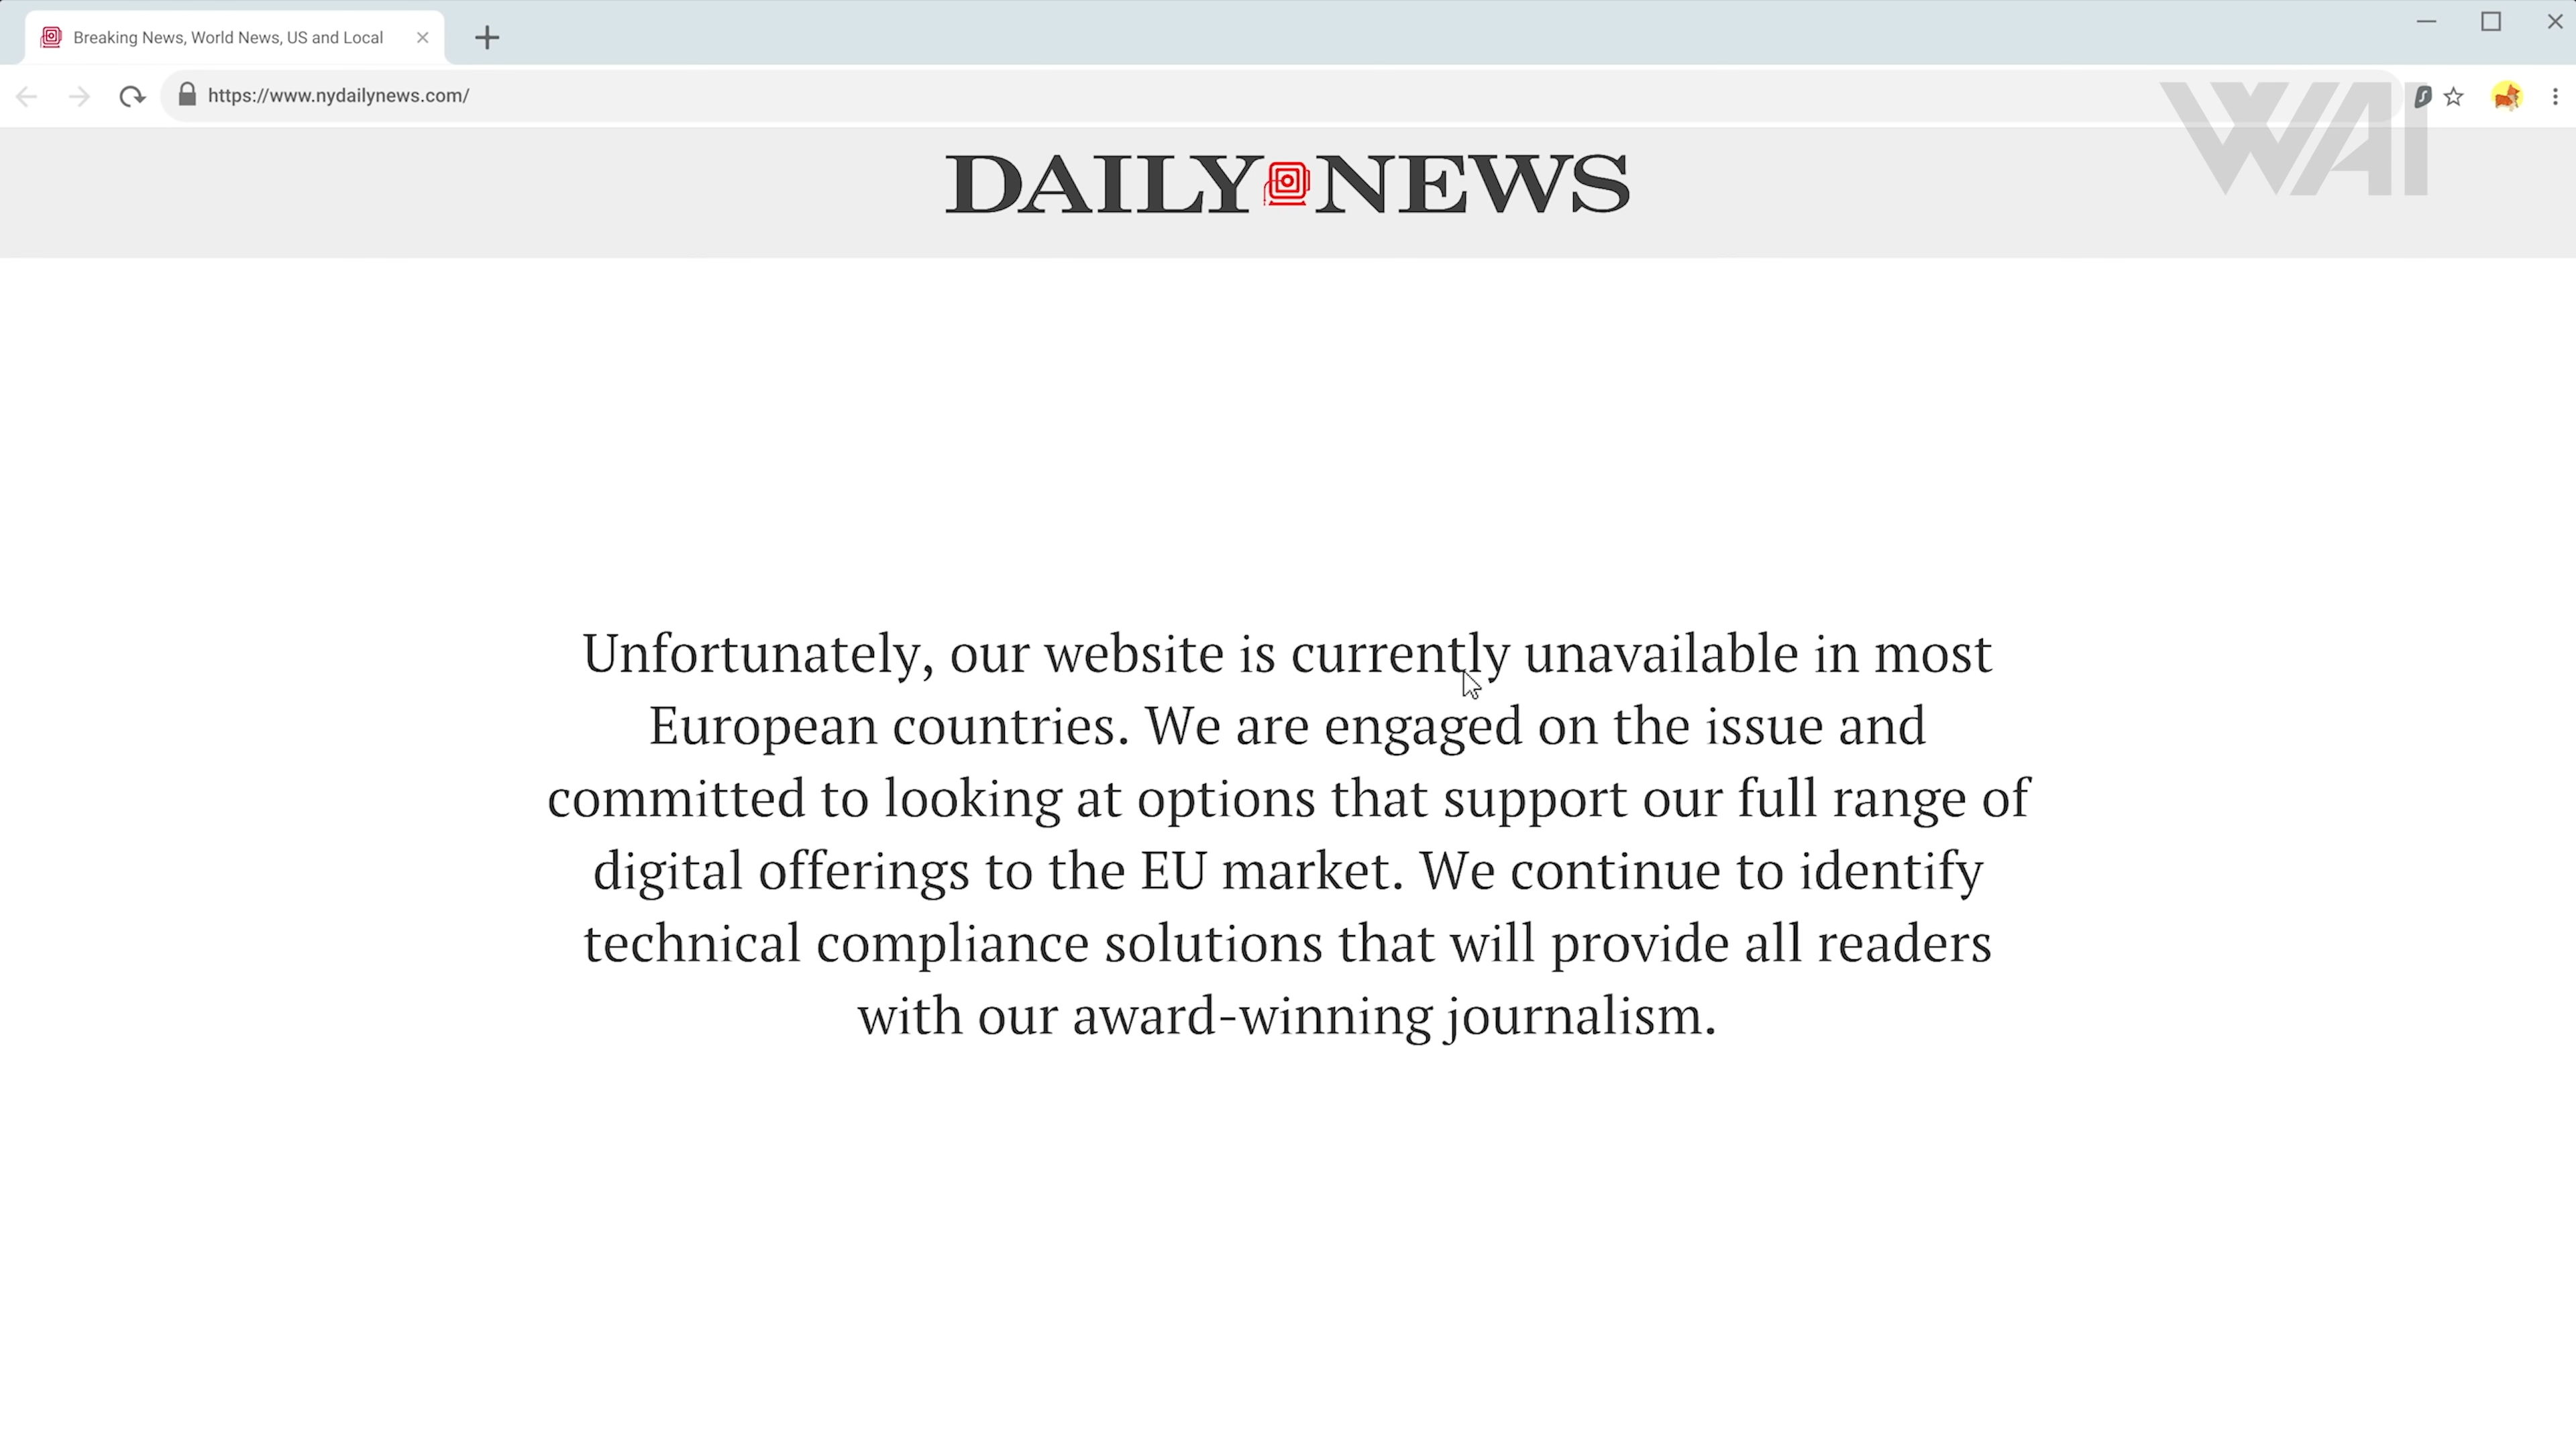 Breaking News, World News, US and Local
https://www.nydailynews.com/
WAI
DAILY NEWS
Unfortunately, our website is currently unavailable in most
European countries. We are engaged on the issue and
committed to looking at options that support our full range of
digital offerings to the EU market. We continue to identify
technical compliance solutions that will provide all readers
with our award-winning journalism.